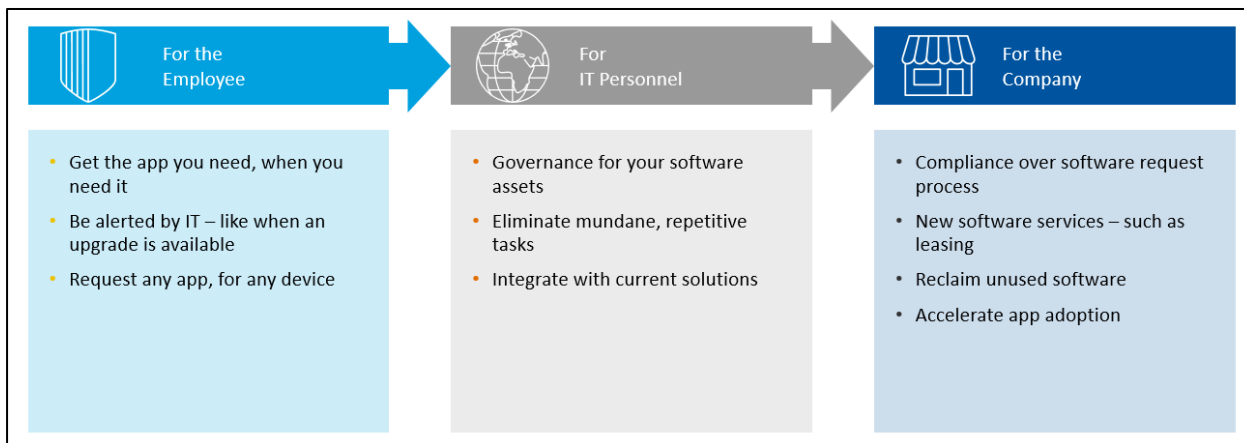 For the
Employee
Get the app you need, when you
need it
Be alerted by IT – like when an
upgrade is available
Request any app, for any device
For
IT Personnel
Governance for your software
assets
Eliminate mundane, repetitive
tasks
Integrate with current solutions
For the
Company
Compliance over software request
process
New software services – such as
leasing
Reclaim unused software
Accelerate app adoption